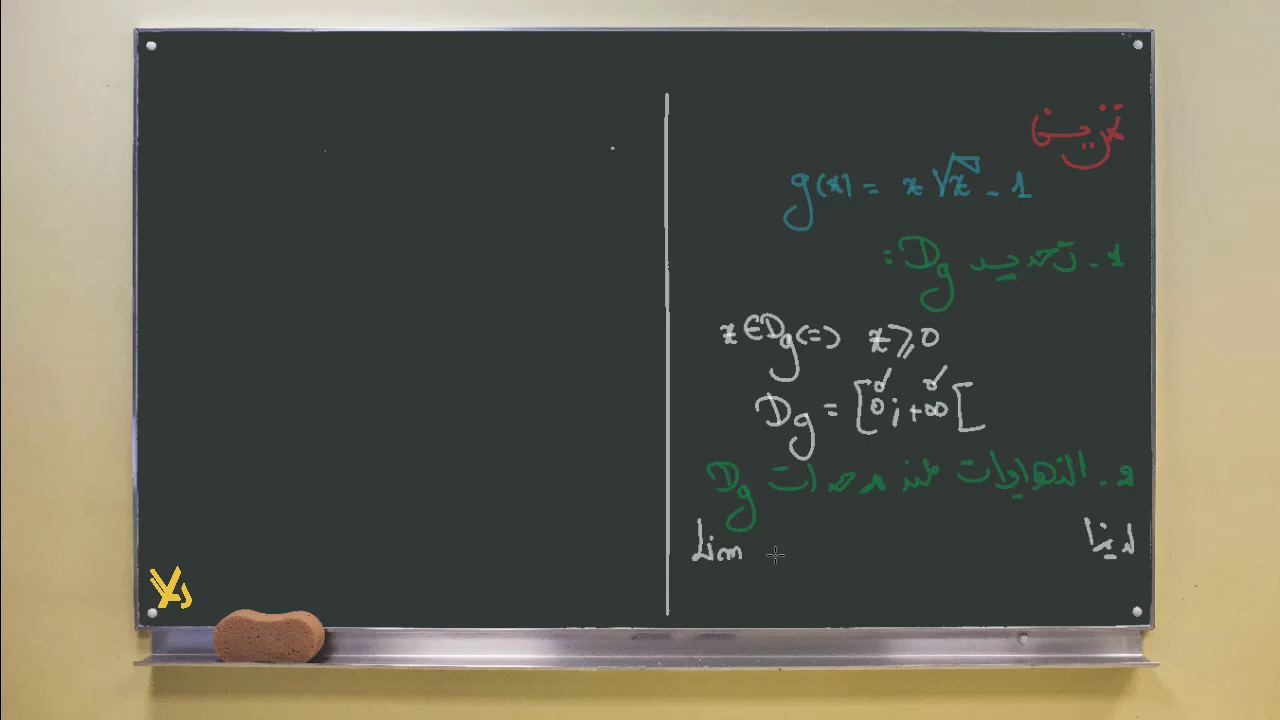 تمرين
g(x) = x√x - 1
1 - تحديد Dg :
x ∈ Dg <=> x ⩾ 0
Dg = [0 ; +∞[
2 - النهايات عند محدات Dg
لدينا Lim